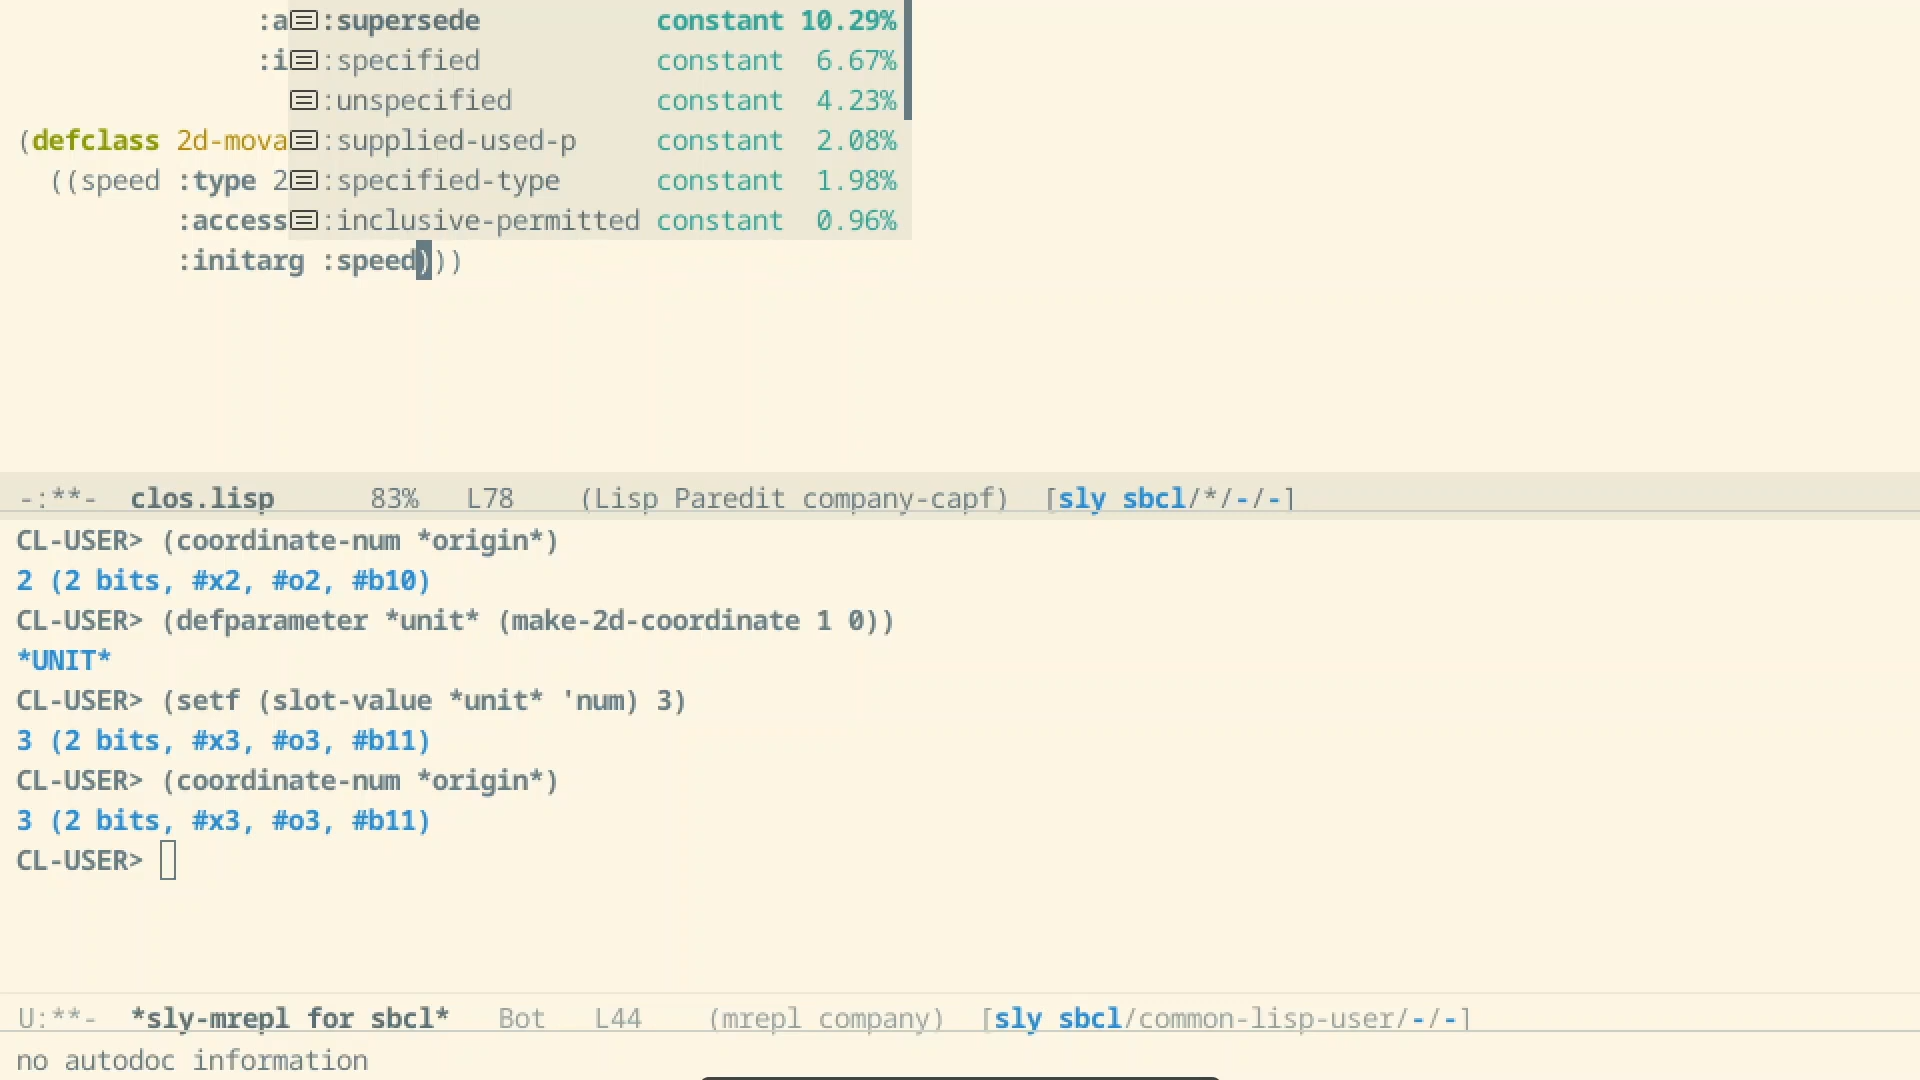 :a :supersede constant 10.29%
:i :specified constant 6.67%
:unspecified constant 4.23%
(defclass 2d-mova :supplied-used-p constant 2.08%
((speed :type 2 :specified-type constant 1.98%
:access :inclusive-permitted constant 0.96%
:initarg :speed)))
-:**- clos.lisp 83% L78 (Lisp Paredit company-capf) [sly sbcl/*/-/-]
CL-USER> (coordinate-num *origin*)
2 (2 bits, #x2, #o2, #b10)
CL-USER> (defparameter *unit* (make-2d-coordinate 1 0))
*UNIT*
CL-USER> (setf (slot-value *unit* 'num) 3)
3 (2 bits, #x3, #o3, #b11)
CL-USER> (coordinate-num *origin*)
3 (2 bits, #x3, #o3, #b11)
CL-USER>
U:**- *sly-mrepl for sbcl* Bot L44 (mrepl company) [sly sbcl/common-lisp-user/-/-]
no autodoc information